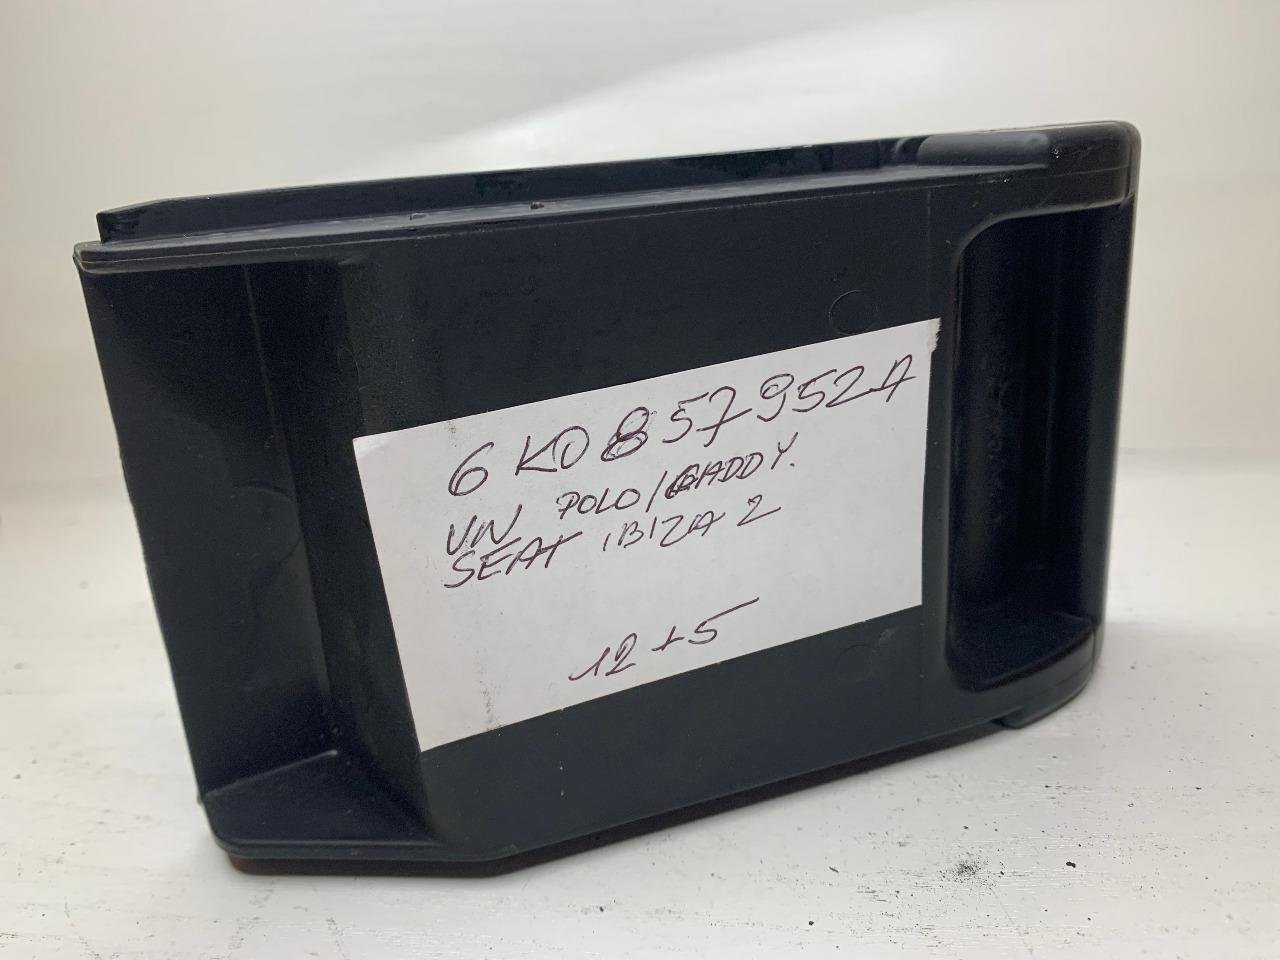 6K0857952A
VW POLO/CADDY.
SEAT IBIZA 2
12+5